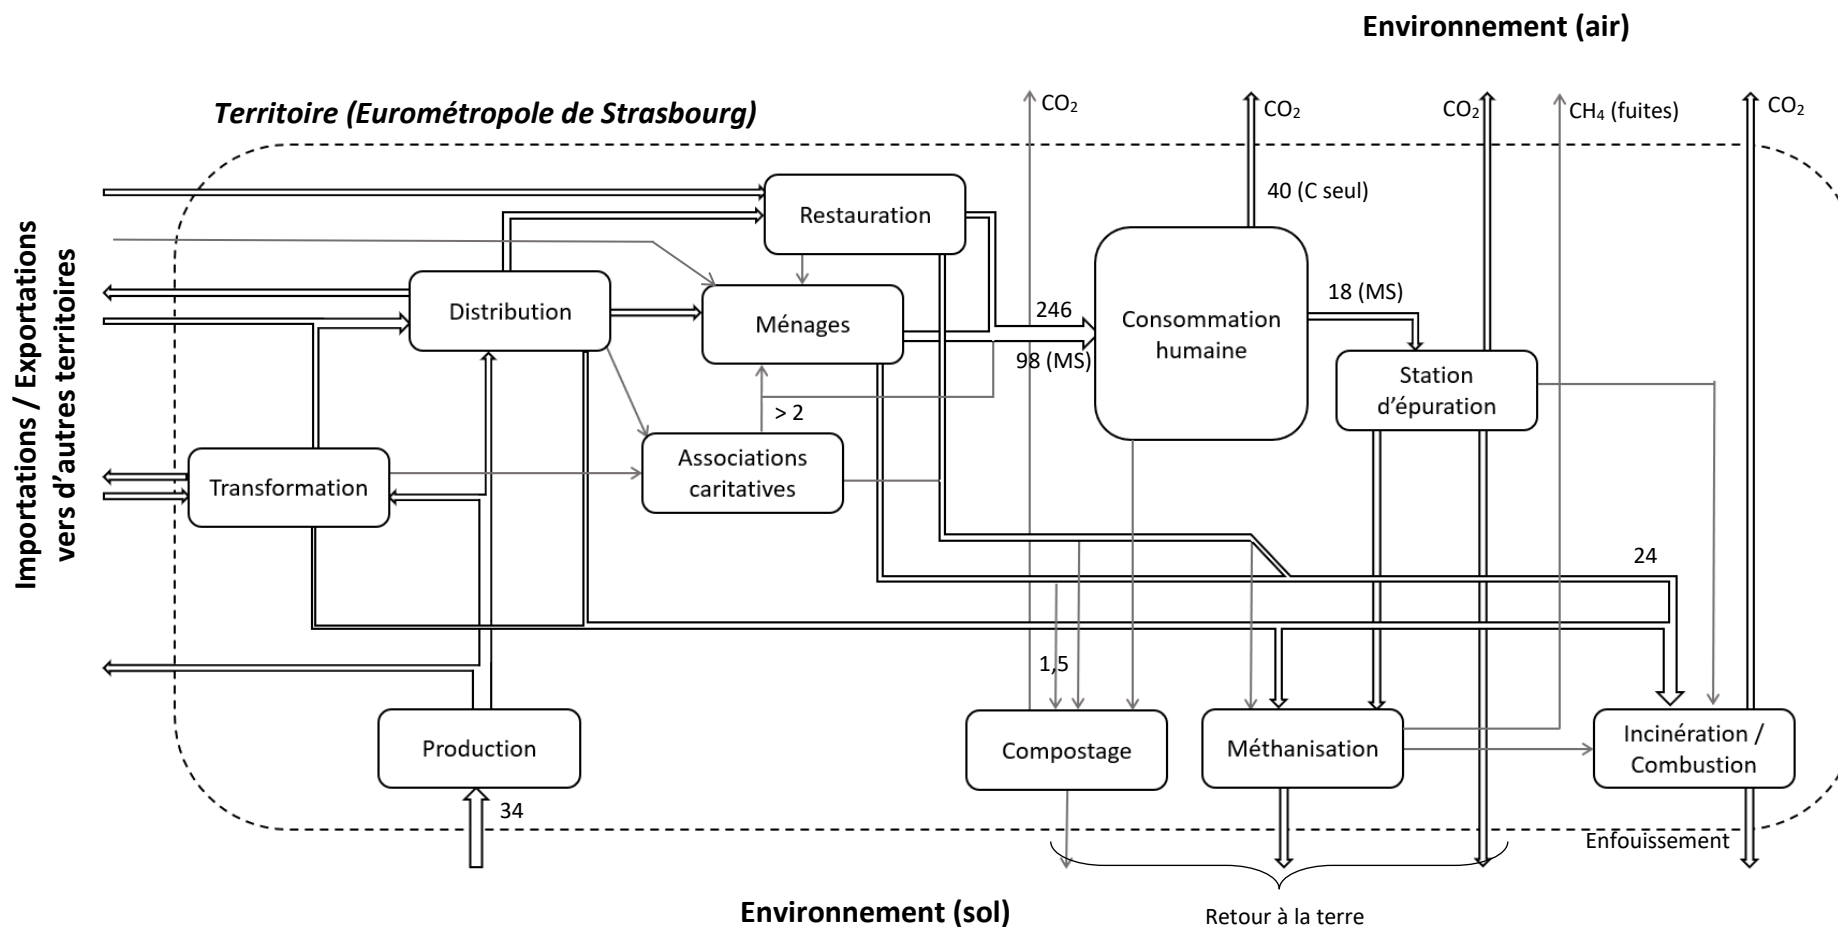 Environnement (air)
Territoire (Eurométropole de Strasbourg)
CO₂
CO₂
CO₂
CH₄ (fuites)
CO₂
Importations / Exportations
vers d'autres territoires
Restauration
40 (C seul)
Distribution
Ménages
246
98 (MS)
Consommation
humaine
18 (MS)
Station
d'épuration
> 2
Associations
caritatives
Transformation
24
1,5
Production
Compostage
Méthanisation
Incinération /
Combustion
34
Enfouissement
Environnement (sol)
Retour à la terre